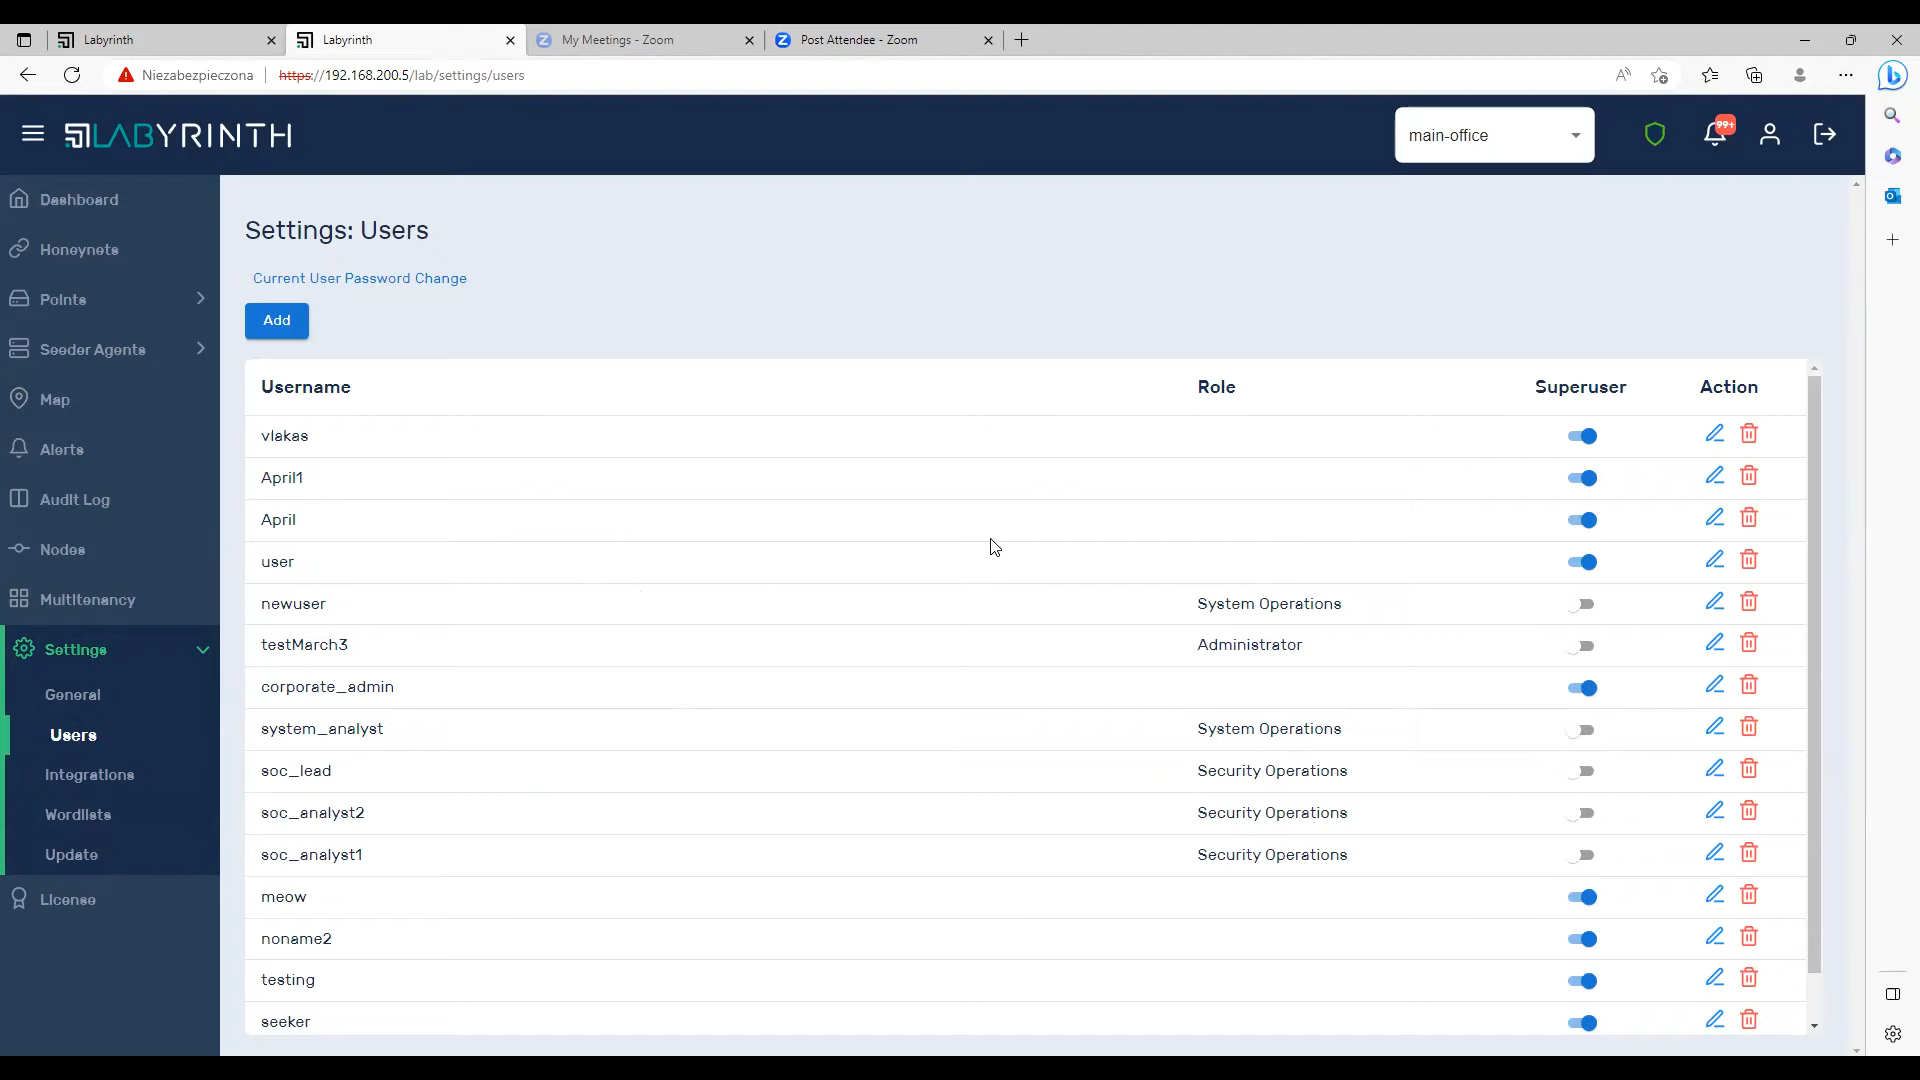 Labyrinth
Labyrinth
My Meetings - Zoom
Post Attendee - Zoom
Niezabezpieczona
https://192.168.200.5/lab/settings/users
LABYRINTH
main-office
99+
Dashboard
Honeynets
Points
Seeder Agents
Map
Alerts
Audit Log
Nodes
Multitenancy
Settings
General
Users
Integrations
Wordlists
Update
License
Settings: Users
Current User Password Change
Add
Username Role Superuser Action
vlakas
April1
April
user
newuser System Operations
testMarch3 Administrator
corporate_admin
system_analyst System Operations
soc_lead Security Operations
soc_analyst2 Security Operations
soc_analyst1 Security Operations
meow
noname2
testing
seeker